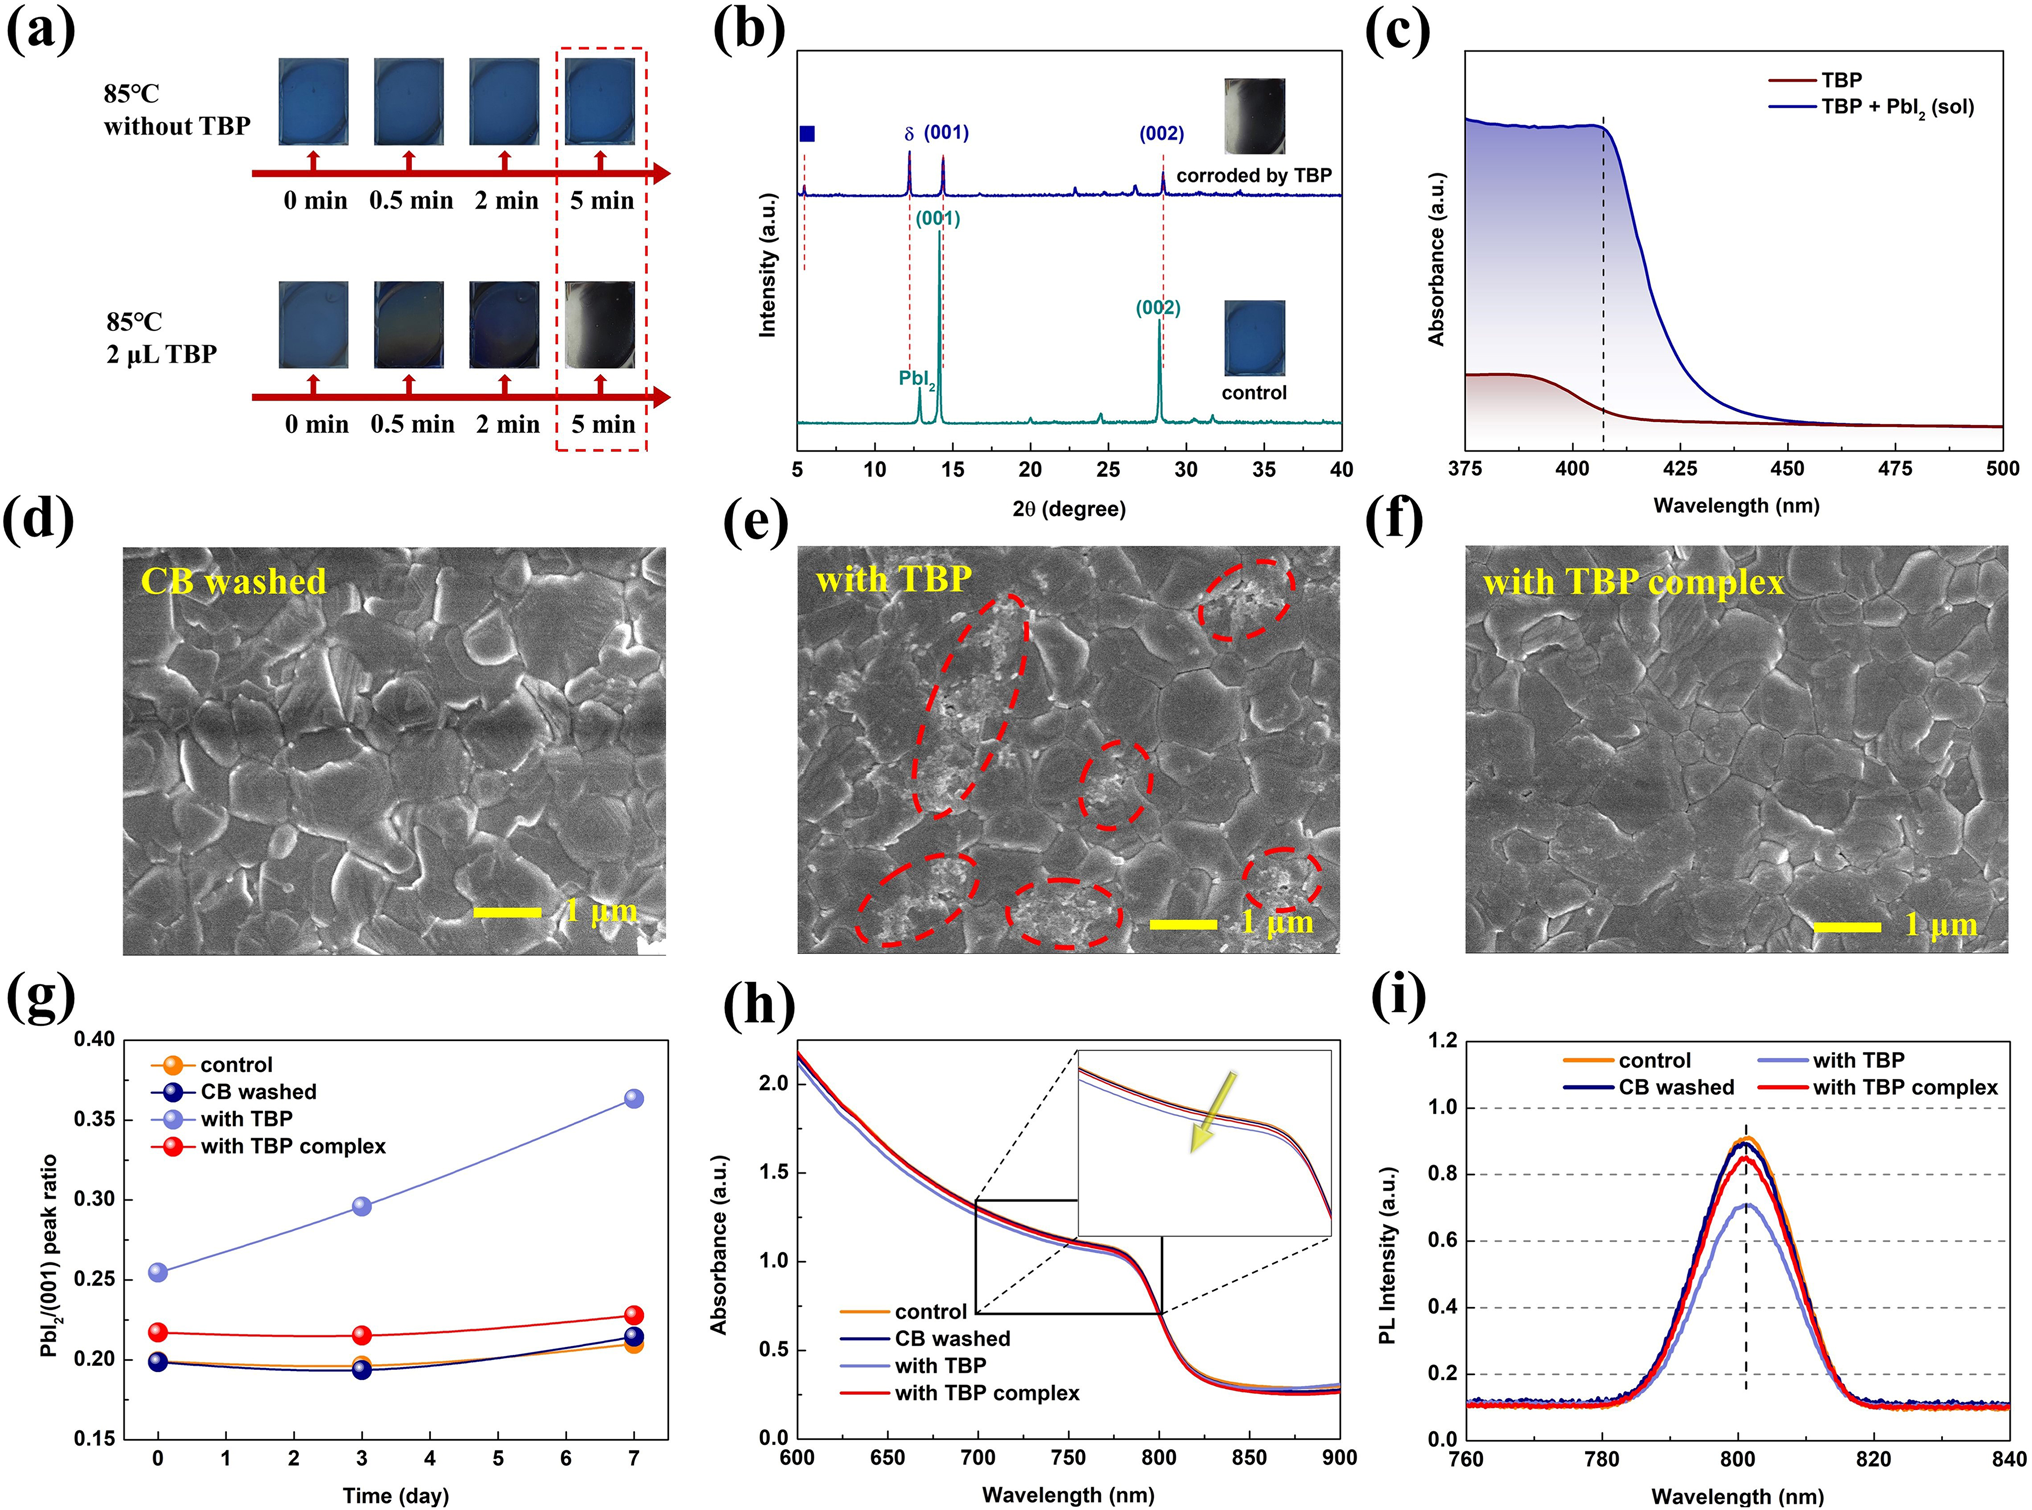 (a)
85℃
without TBP
0 min 0.5 min 2 min 5 min
85℃
2 μL TBP
0 min 0.5 min 2 min 5 min
(b)
Intensity (a.u.)
δ (001) (002)
corroded by TBP
(001)
(002)
PbI2
control
5 10 15 20 25 30 35 40
2θ (degree)
(c)
Absorbance (a.u.)
TBP
TBP + PbI2 (sol)
375 400 425 450 475 500
Wavelength (nm)
(d)
CB washed
1 μm
(e)
with TBP
1 μm
(f)
with TBP complex
1 μm
(g)
PbI2/(001) peak ratio
0.40
0.35
0.30
0.25
0.20
0.15
control
CB washed
with TBP
with TBP complex
0 1 2 3 4 5 6 7
Time (day)
(h)
Absorbance (a.u.)
2.0
1.5
1.0
0.5
0.0
control
CB washed
with TBP
with TBP complex
600 650 700 750 800 850 900
Wavelength (nm)
(i)
PL Intensity (a.u.)
1.2
1.0
0.8
0.6
0.4
0.2
0.0
control with TBP
CB washed with TBP complex
760 780 800 820 840
Wavelength (nm)